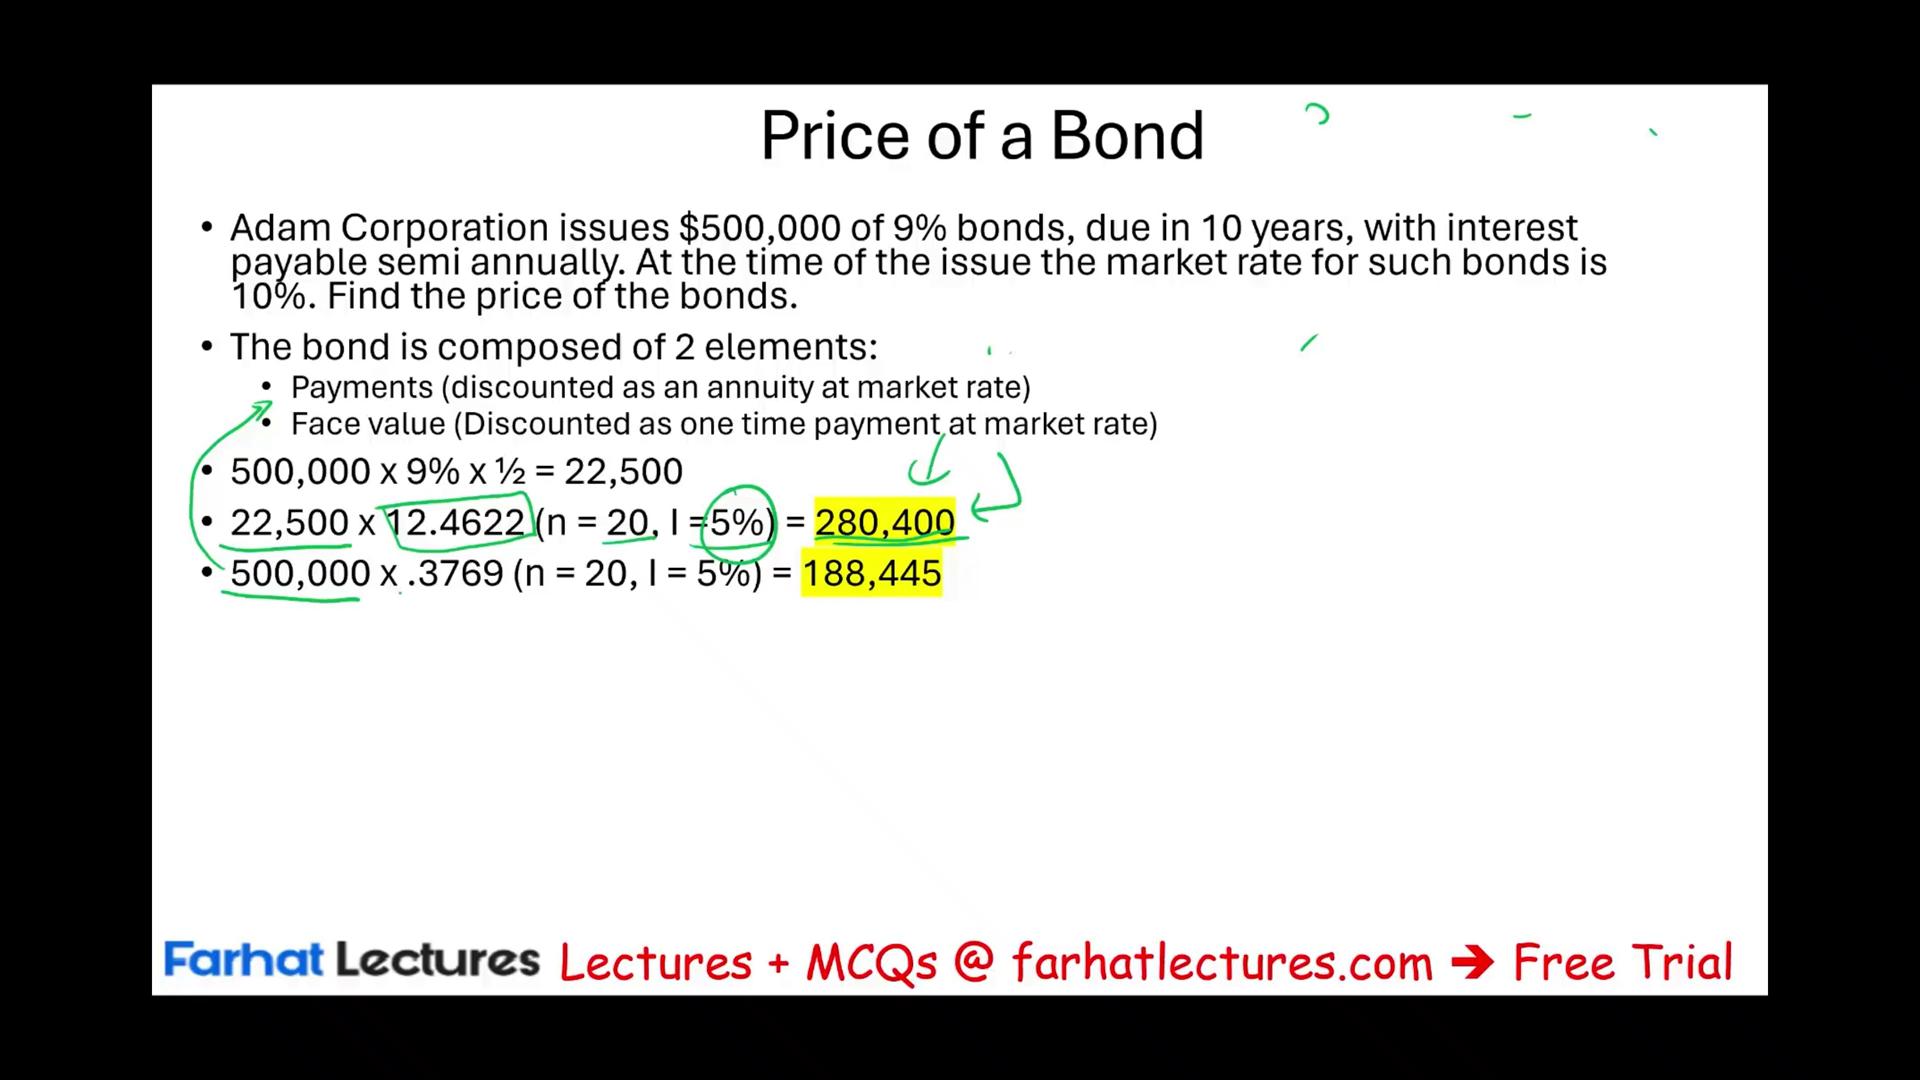 Price of a Bond
• Adam Corporation issues $500,000 of 9% bonds, due in 10 years, with interest
payable semi annually. At the time of the issue the market rate for such bonds is
10%. Find the price of the bonds.
• The bond is composed of 2 elements:
• Payments (discounted as an annuity at market rate)
• Face value (Discounted as one time payment at market rate)
• 500,000 x 9% x ½ = 22,500
• 22,500 x 12.4622 (n = 20, I =5%) = 280,400
• 500,000 x .3769 (n = 20, I = 5%) = 188,445
Farhat Lectures Lectures + MCQs @ farhatlectures.com → Free Trial